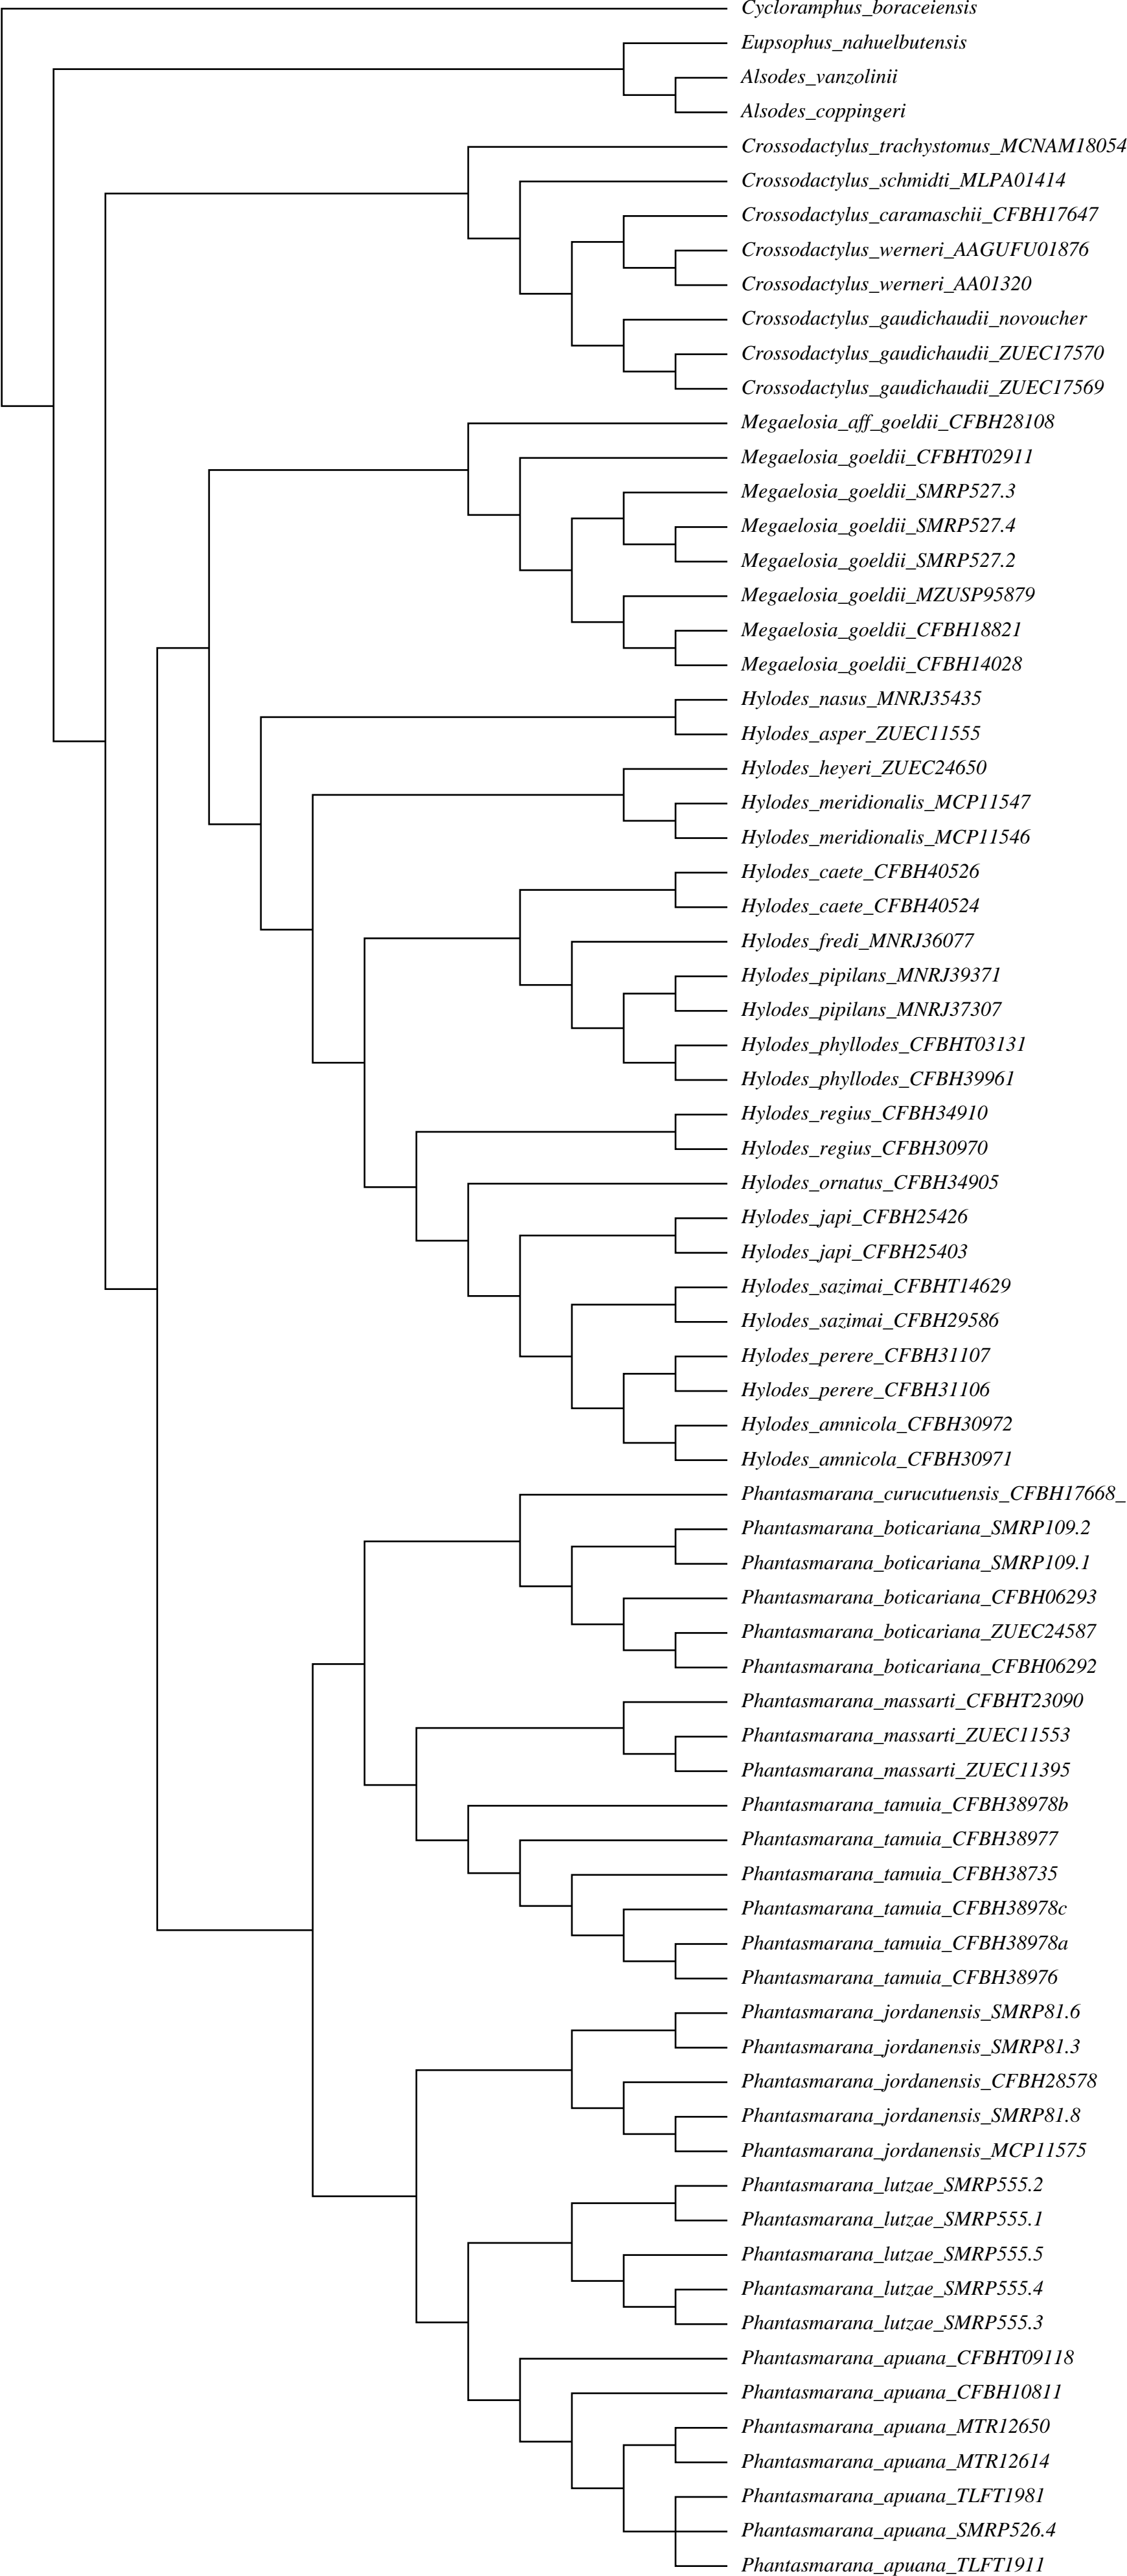 Cycloramphus_boraceiensis
Eupsophus_nahuelbutensis
Alsodes_vanzolinii
Alsodes_coppingeri
Crossodactylus_trachystomus_MCNAM18054
Crossodactylus_schmidti_MLPA01414
Crossodactylus_caramaschii_CFBH17647
Crossodactylus_werneri_AAGUFU01876
Crossodactylus_werneri_AA01320
Crossodactylus_gaudichaudii_novoucher
Crossodactylus_gaudichaudii_ZUEC17570
Crossodactylus_gaudichaudii_ZUEC17569
Megaelosia_aff_goeldii_CFBH28108
Megaelosia_goeldii_CFBHT02911
Megaelosia_goeldii_SMRP527.3
Megaelosia_goeldii_SMRP527.4
Megaelosia_goeldii_SMRP527.2
Megaelosia_goeldii_MZUSP95879
Megaelosia_goeldii_CFBH18821
Megaelosia_goeldii_CFBH14028
Hylodes_nasus_MNRJ35435
Hylodes_asper_ZUEC11555
Hylodes_heyeri_ZUEC24650
Hylodes_meridionalis_MCP11547
Hylodes_meridionalis_MCP11546
Hylodes_caete_CFBH40526
Hylodes_caete_CFBH40524
Hylodes_fredi_MNRJ36077
Hylodes_pipilans_MNRJ39371
Hylodes_pipilans_MNRJ37307
Hylodes_phyllodes_CFBHT03131
Hylodes_phyllodes_CFBH39961
Hylodes_regius_CFBH34910
Hylodes_regius_CFBH30970
Hylodes_ornatus_CFBH34905
Hylodes_japi_CFBH25426
Hylodes_japi_CFBH25403
Hylodes_sazimai_CFBHT14629
Hylodes_sazimai_CFBH29586
Hylodes_perere_CFBH31107
Hylodes_perere_CFBH31106
Hylodes_amnicola_CFBH30972
Hylodes_amnicola_CFBH30971
Phantasmarana_curucutuensis_CFBH17668_
Phantasmarana_boticariana_SMRP109.2
Phantasmarana_boticariana_SMRP109.1
Phantasmarana_boticariana_CFBH06293
Phantasmarana_boticariana_ZUEC24587
Phantasmarana_boticariana_CFBH06292
Phantasmarana_massarti_CFBHT23090
Phantasmarana_massarti_ZUEC11553
Phantasmarana_massarti_ZUEC11395
Phantasmarana_tamuia_CFBH38978b
Phantasmarana_tamuia_CFBH38977
Phantasmarana_tamuia_CFBH38735
Phantasmarana_tamuia_CFBH38978c
Phantasmarana_tamuia_CFBH38978a
Phantasmarana_tamuia_CFBH38976
Phantasmarana_jordanensis_SMRP81.6
Phantasmarana_jordanensis_SMRP81.3
Phantasmarana_jordanensis_CFBH28578
Phantasmarana_jordanensis_SMRP81.8
Phantasmarana_jordanensis_MCP11575
Phantasmarana_lutzae_SMRP555.2
Phantasmarana_lutzae_SMRP555.1
Phantasmarana_lutzae_SMRP555.5
Phantasmarana_lutzae_SMRP555.4
Phantasmarana_lutzae_SMRP555.3
Phantasmarana_apuana_CFBHT09118
Phantasmarana_apuana_CFBH10811
Phantasmarana_apuana_MTR12650
Phantasmarana_apuana_MTR12614
Phantasmarana_apuana_TLFT1981
Phantasmarana_apuana_SMRP526.4
Phantasmarana_apuana_TLFT1911